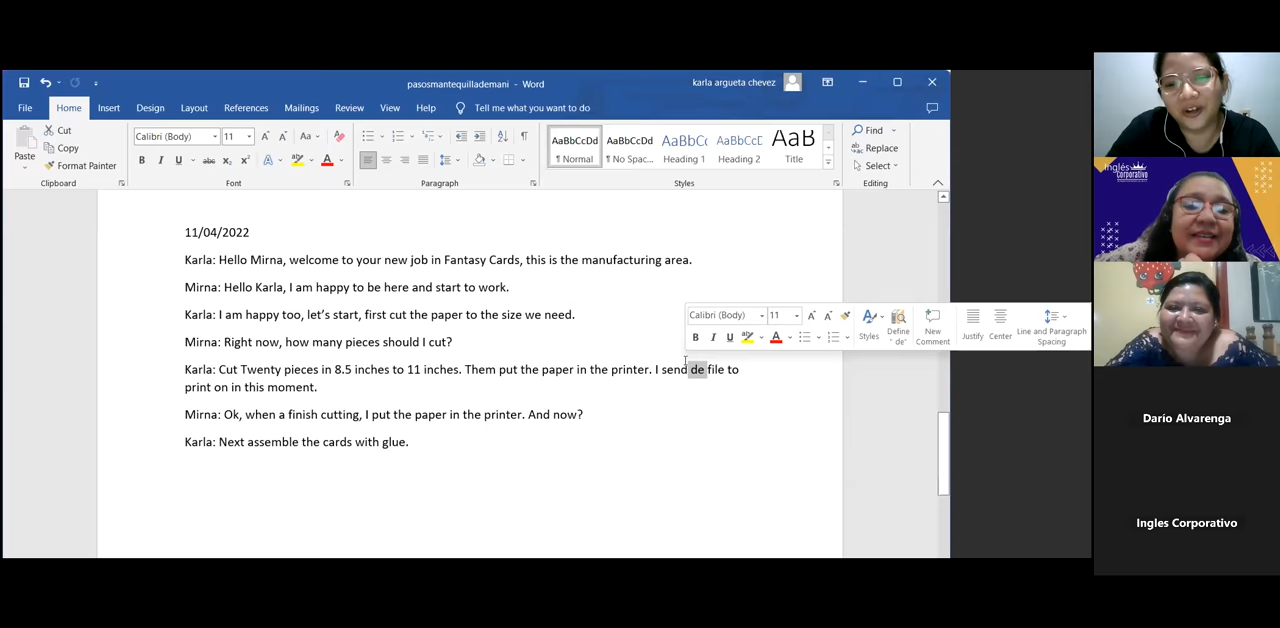 pasosmantequillademani - Word
karla argueta chevez
File Home Insert Design Layout References Mailings Review View Help Tell me what you want to do
Paste
Cut
Copy
Format Painter
Clipboard
Calibri (Body) 11
Font
Paragraph
AaBbCcDd AaBbCcDd AaBbCc AaBbCcD AaB
¶ Normal ¶ No Spac... Heading 1 Heading 2 Title
Styles
Find
Replace
Select
Editing
11/04/2022
Karla: Hello Mirna, welcome to your new job in Fantasy Cards, this is the manufacturing area.
Mirna: Hello Karla, I am happy to be here and start to work.
Karla: I am happy too, let's start, first cut the paper to the size we need.
Mirna: Right now, how many pieces should I cut?
Karla: Cut Twenty pieces in 8.5 inches to 11 inches. Them put the paper in the printer. I send de file to
print on in this moment.
Mirna: Ok, when a finish cutting, I put the paper in the printer. And now?
Karla: Next assemble the cards with glue.
Calibri (Body) 11
Styles
Define
"de"
New
Comment
Justify
Center
Line and Paragraph
Spacing
Inglés
Corporativo
Dario Alvarenga
Ingles Corporativo